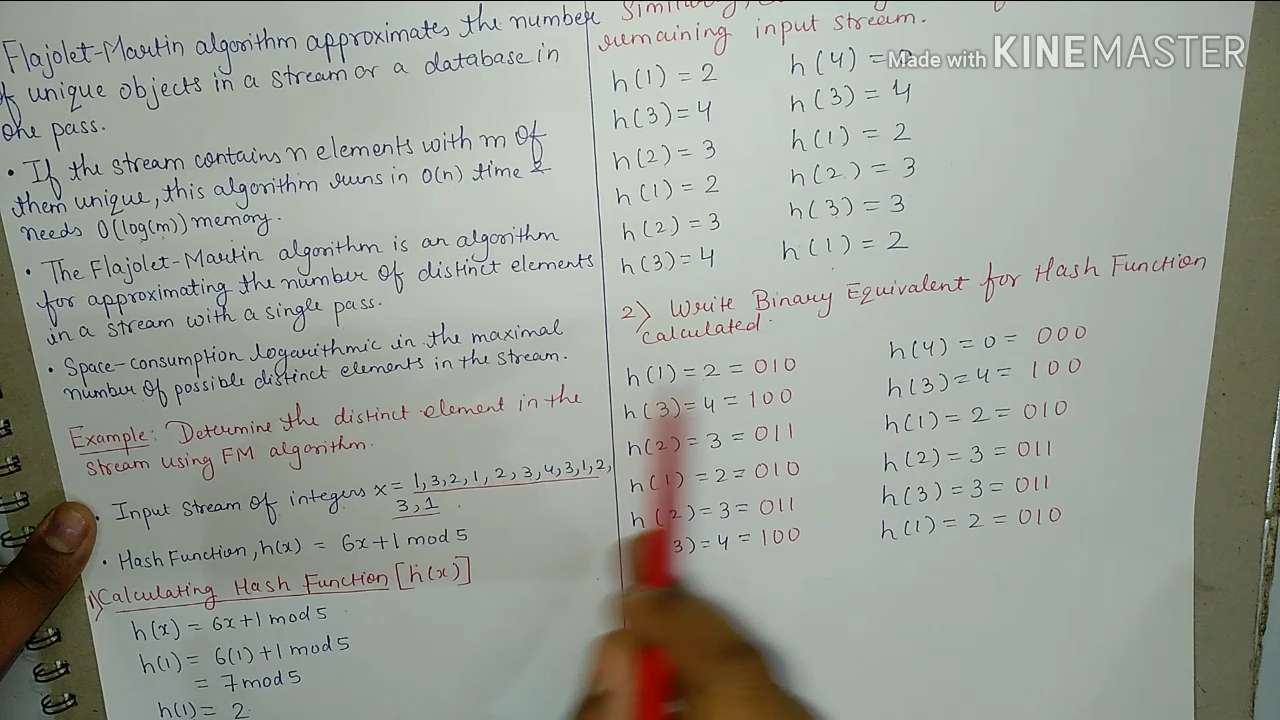 Flajolet-Martin algorithm approximates the number
of unique objects in a stream or a database in
one pass.
• If the stream contains n elements with m of
them unique, this algorithm runs in O(n) time &
needs O(log(m)) memory.
• The Flajolet-Martin algorithm is an algorithm
for approximating the number of distinct elements
in a stream with a single pass.
• Space-consumption logarithmic in the maximal
number of possible distinct elements in the stream.
Example: Determine the distinct element in the
stream using FM algorithm.
• Input Stream of integers x = 1,3,2,1,2,3,4,3,1,2,
3,1
• Hash Function, h(x) = 6x+1 mod 5
1) Calculating Hash Function [h(x)]
h(x) = 6x+1 mod 5
h(1) = 6(1)+1 mod 5
= 7 mod 5
h(1) = 2
Similarly,
remaining input stream.
h(1) = 2
h(3) = 4
h(2) = 3
h(1) = 2
h(2) = 3
h(3) = 4
h(4) =
h(3) = 4
h(1) = 2
h(2) = 3
h(3) = 3
h(1) = 2
Made with KINEMASTER
2) Write Binary Equivalent for Hash Function
Calculated.
h(1) = 2 = 010
h(3) = 4 = 100
h(2) = 3 = 011
h(1) = 2 = 010
h(2) = 3 = 011
3) = 4 = 100
h(4) = 0 = 000
h(3) = 4 = 100
h(1) = 2 = 010
h(2) = 3 = 011
h(3) = 3 = 011
h(1) = 2 = 010